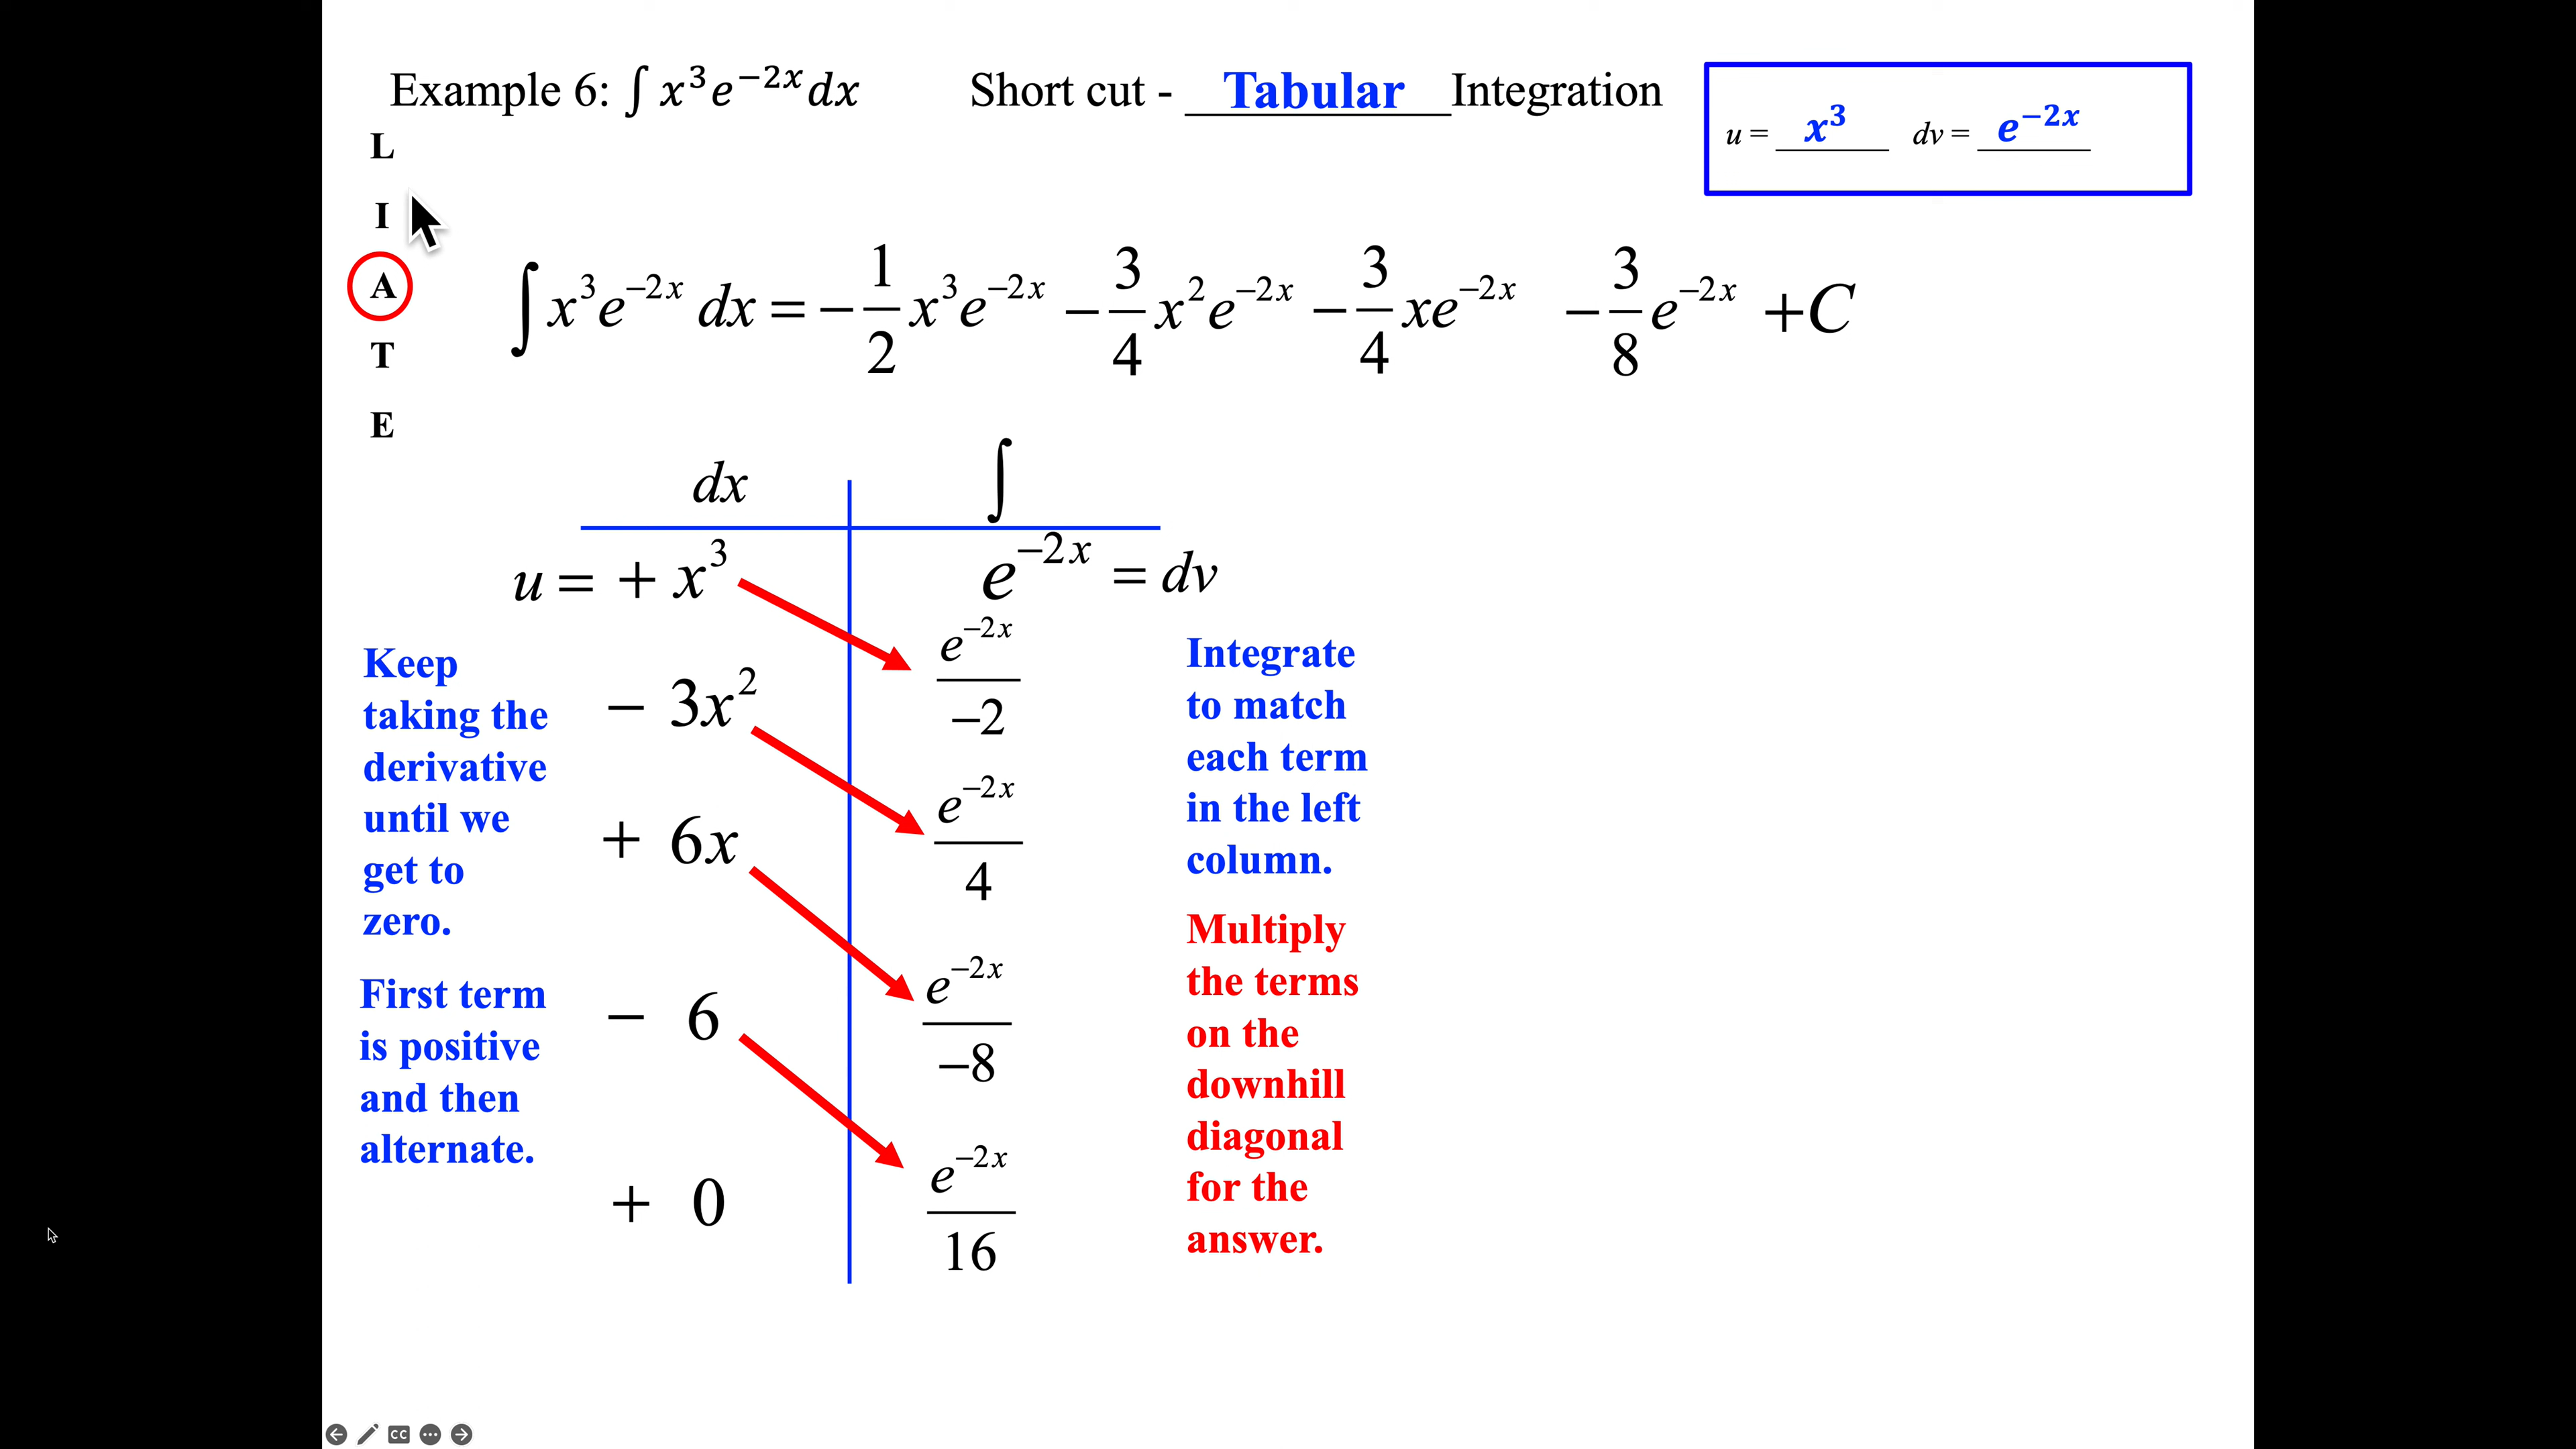 Example 6: ∫ x³e⁻²ˣdx Short cut - Tabular Integration
u = x³ dv = e⁻²ˣ
L
I
A
T
E
∫ x³e⁻²ˣ dx = − 1/2 x³e⁻²ˣ − 3/4 x²e⁻²ˣ − 3/4 xe⁻²ˣ − 3/8 e⁻²ˣ +C
dx ∫
u = + x³ e⁻²ˣ = dv
− 3x² e⁻²ˣ/−2
+ 6x e⁻²ˣ/4
− 6 e⁻²ˣ/−8
+ 0 e⁻²ˣ/16
Keep
taking the
derivative
until we
get to
zero.
First term
is positive
and then
alternate.
Integrate
to match
each term
in the left
column.
Multiply
the terms
on the
downhill
diagonal
for the
answer.
CC